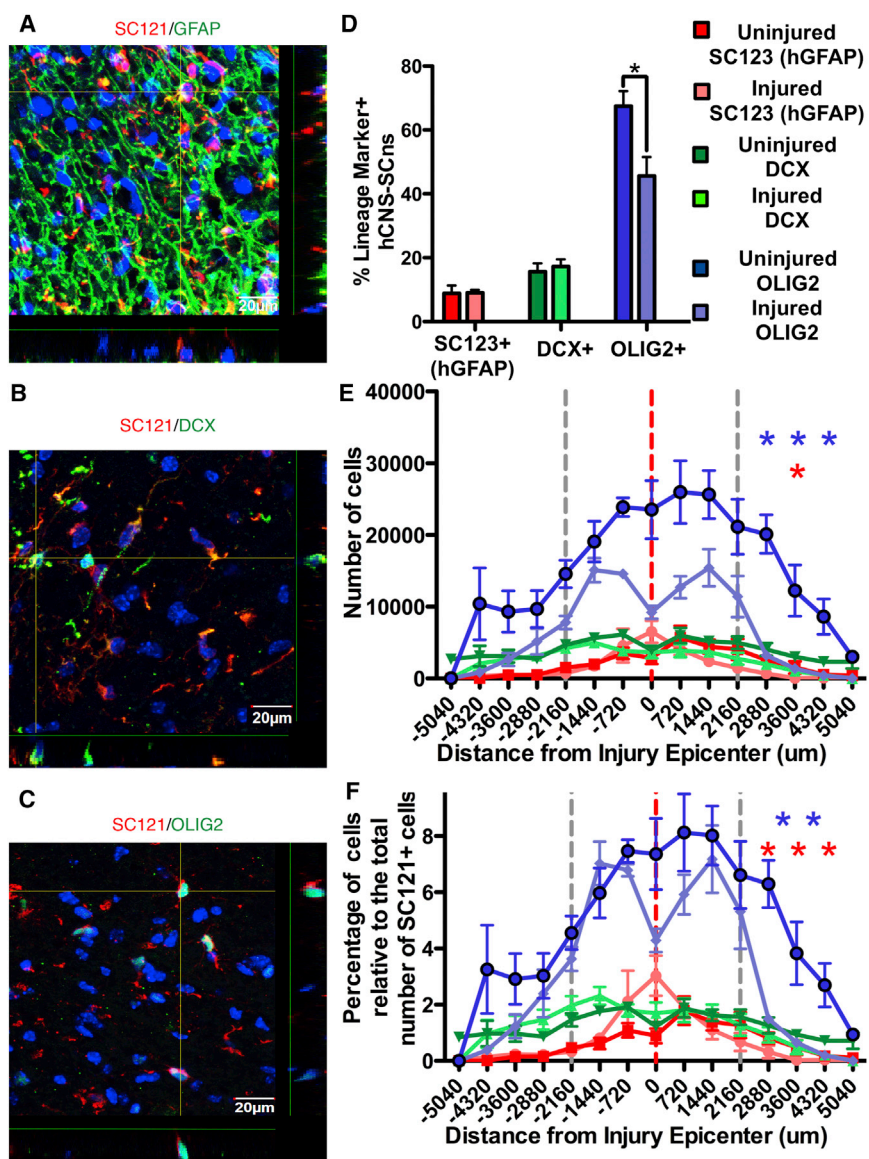 A
SC121/GFAP
20µm
B
SC121/DCX
20µm
C
SC121/OLIG2
20µm
D
% Lineage Marker+
hCNS-SCns
80
60
40
20
0
*
SC123+
(hGFAP)
DCX+
OLIG2+
Uninjured
SC123 (hGFAP)
Injured
SC123 (hGFAP)
Uninjured
DCX
Injured
DCX
Uninjured
OLIG2
Injured
OLIG2
E
Number of cells
40000
30000
20000
10000
0
* * *
*
-5040
-4320
-3600
-2880
-2160
-1440
-720
0
720
1440
2160
2880
3600
4320
5040
Distance from Injury Epicenter (um)
F
Percentage of cells
relative to the total
number of SC121+ cells
8
6
4
2
0
* *
* * *
-5040
-4320
-3600
-2880
-2160
-1440
-720
0
720
1440
2160
2880
3600
4320
5040
Distance from Injury Epicenter (um)